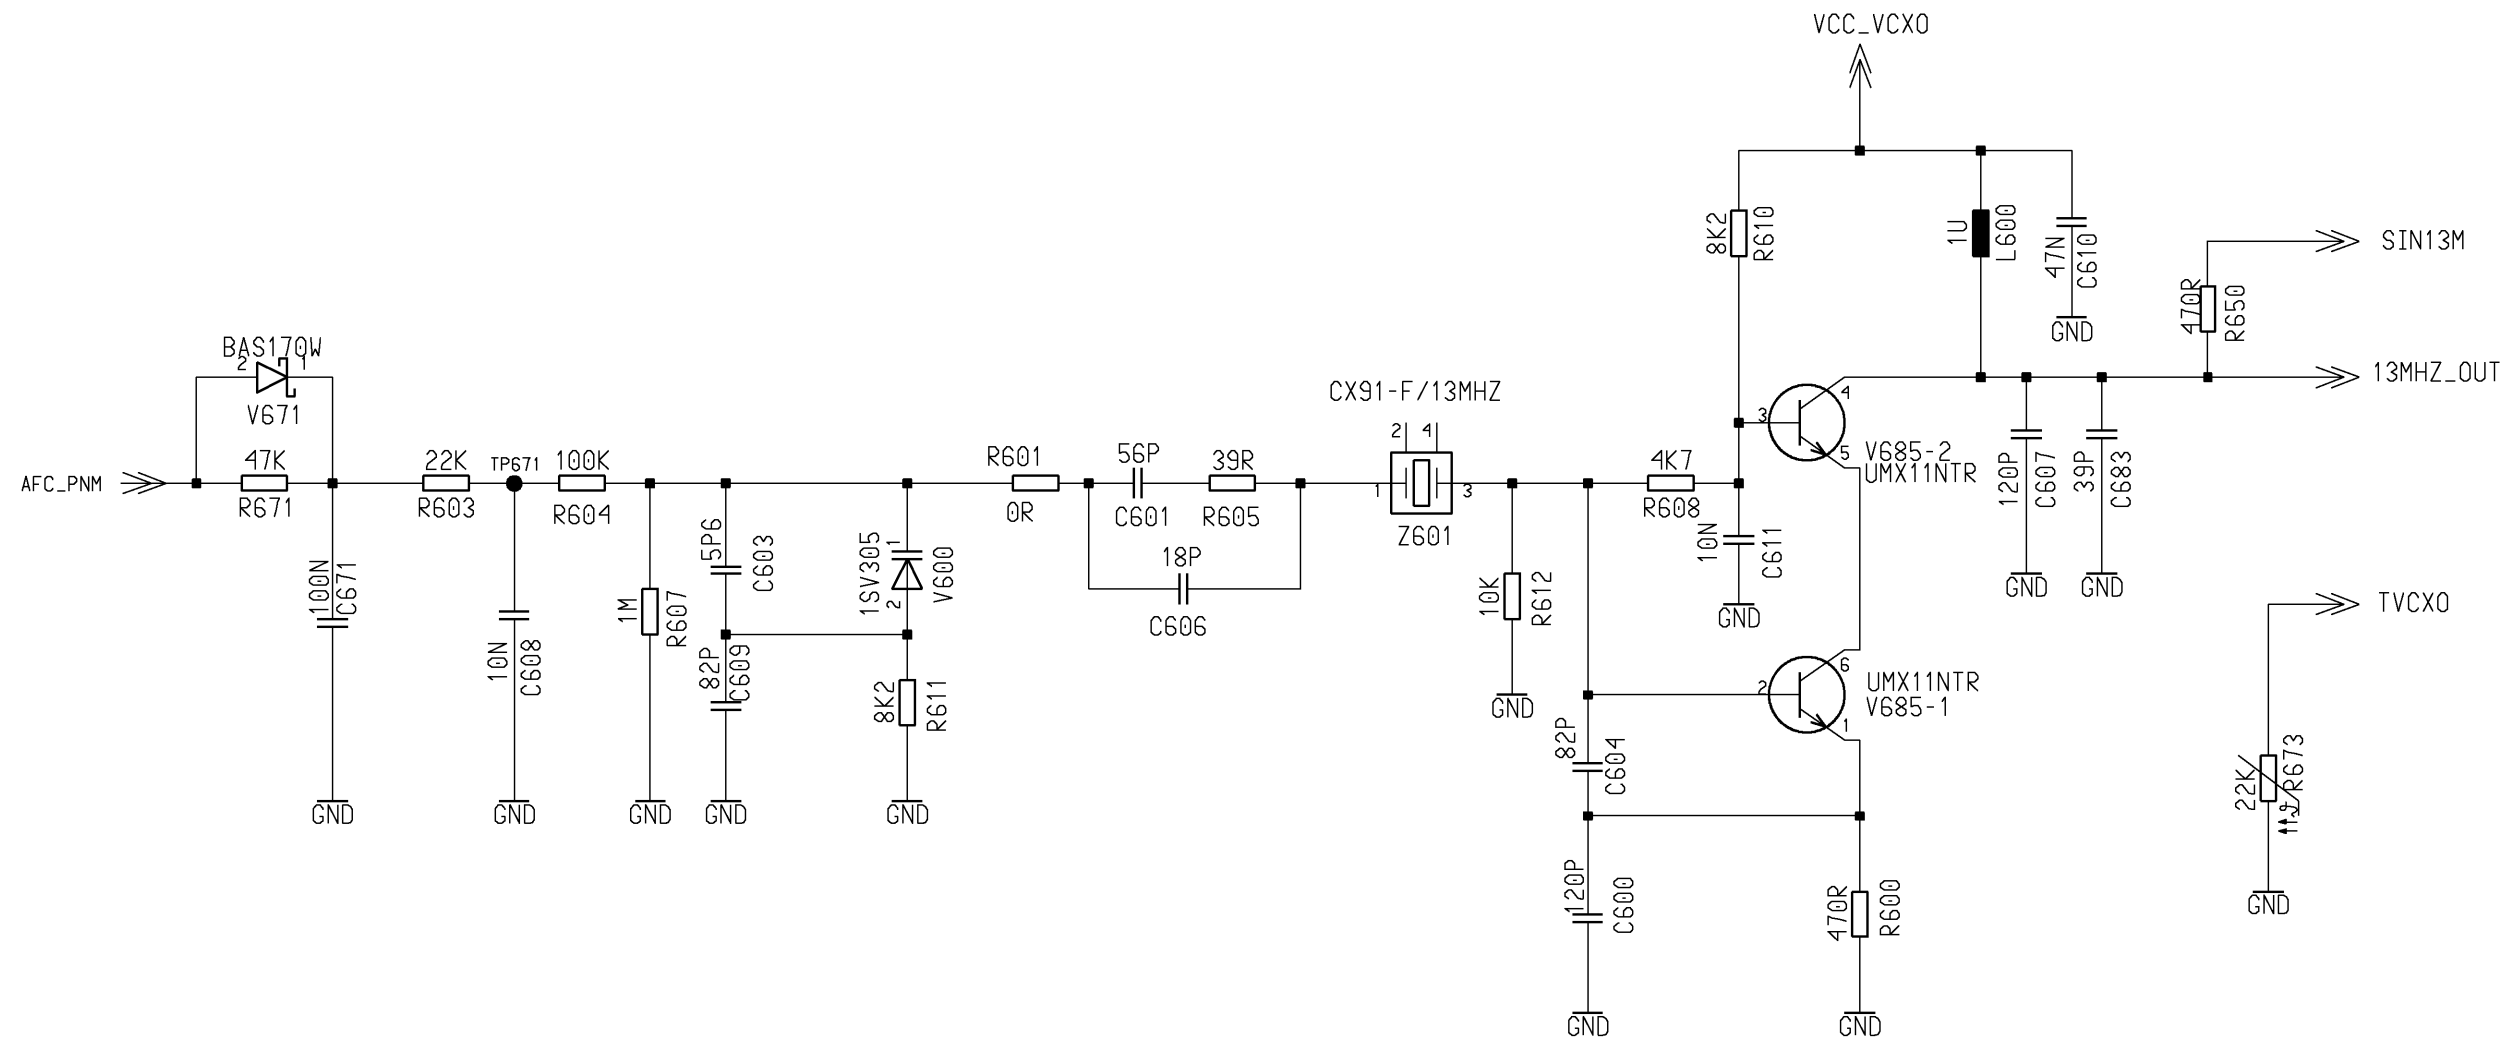 VCC_VCXO
8K2
R610
1U
L600
47N
C610
GND
SIN13M
470R
R650
BAS170W
2
1
V671
13MHZ_OUT
CX91-F/13MHZ
2
4
1
3
Z601
3
4
5
V685-2
UMX11NTR
AFC_PNM
47K
R671
22K
R603
TP671
100K
R604
R601
0R
56P
C601
39R
R605
4K7
R608
120P
C607
GND
39P
C683
GND
100N
C671
GND
10N
C608
GND
1M
R607
GND
5P6
C603
82P
C609
GND
1SV305
1
2
V600
8K2
R611
GND
18P
C606
10K
R612
GND
10N
C611
GND
TVCXO
2
6
1
UMX11NTR
V685-1
82P
C604
120P
C600
GND
470R
R600
GND
22K
R673
GND